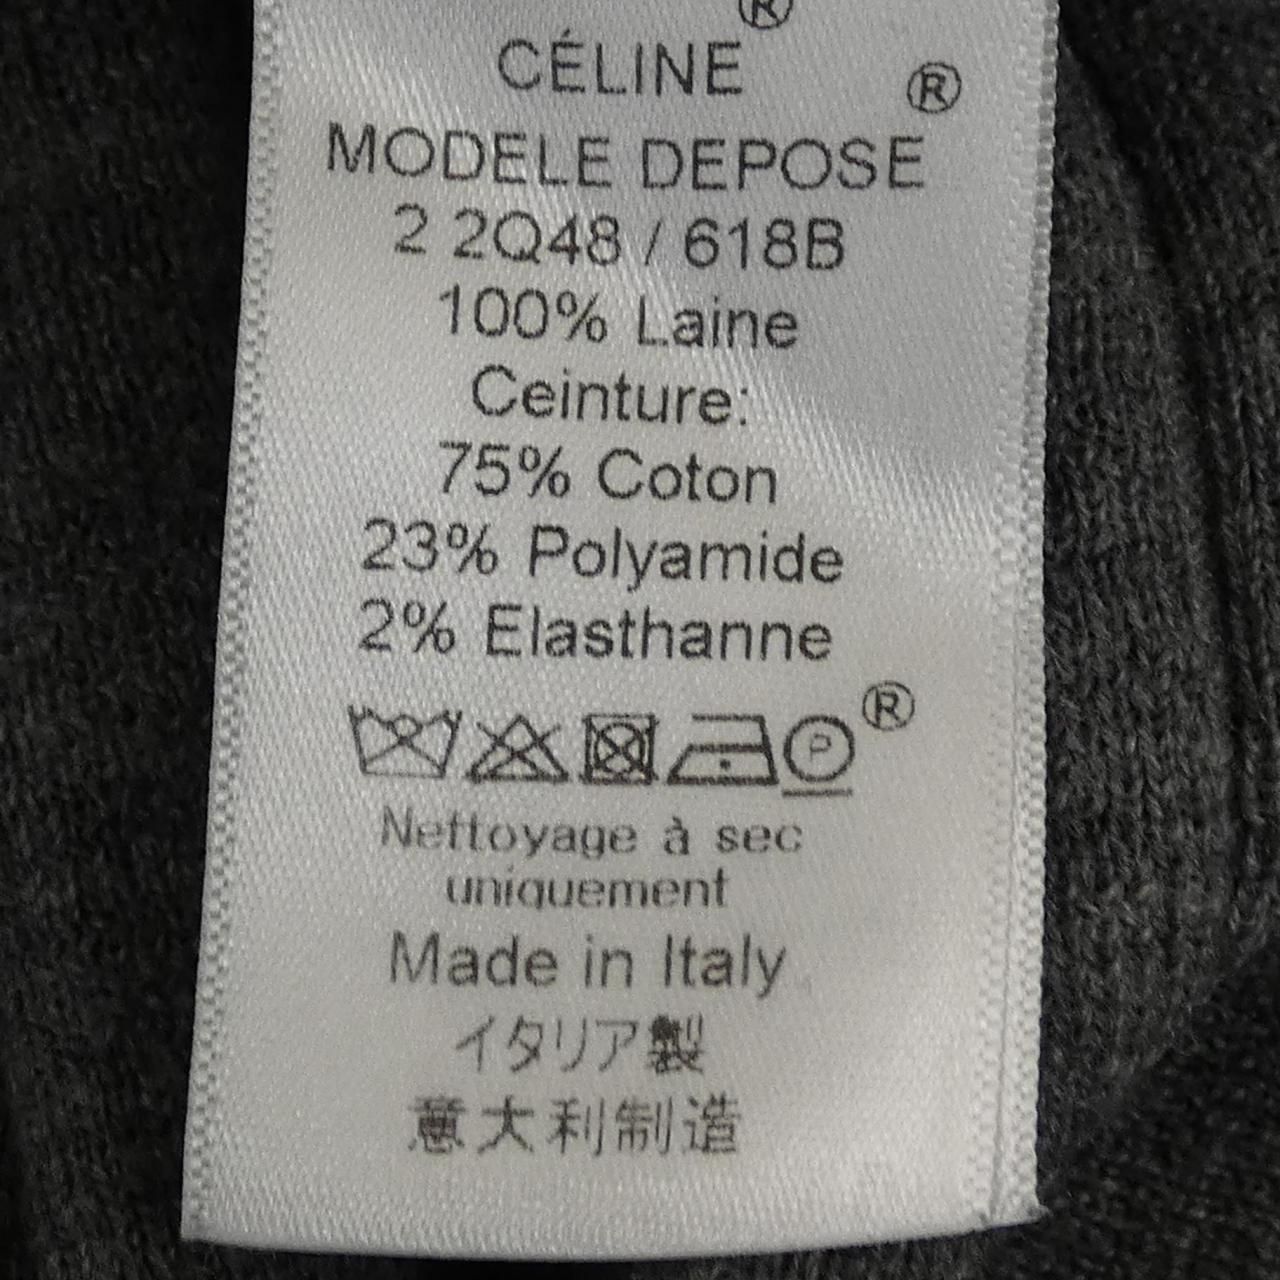 ®
CÉLINE
®
MODELE DEPOSE
2 2Q48 / 618B
100% Laine
Ceinture:
75% Coton
23% Polyamide
2% Elasthanne
P ®
Nettoyage à sec
uniquement
Made in Italy
イタリア製
意大利制造